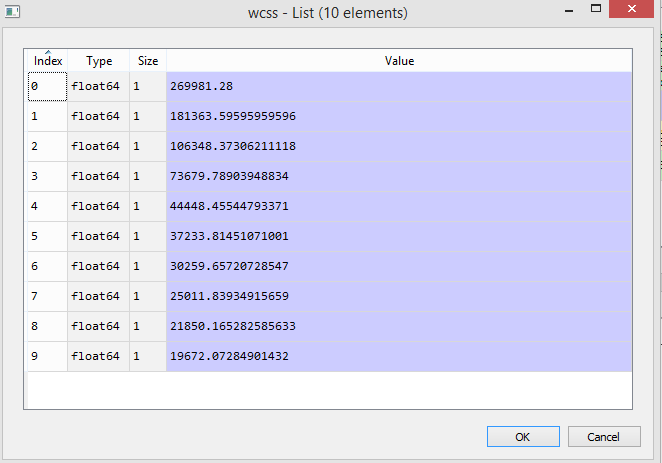 wcss - List (10 elements)
Index Type Size Value
0 float64 1 269981.28
1 float64 1 181363.59595959596
2 float64 1 106348.37306211118
3 float64 1 73679.78903948834
4 float64 1 44448.45544793371
5 float64 1 37233.81451071001
6 float64 1 30259.65720728547
7 float64 1 25011.83934915659
8 float64 1 21850.165282585633
9 float64 1 19672.07284901432
OK Cancel